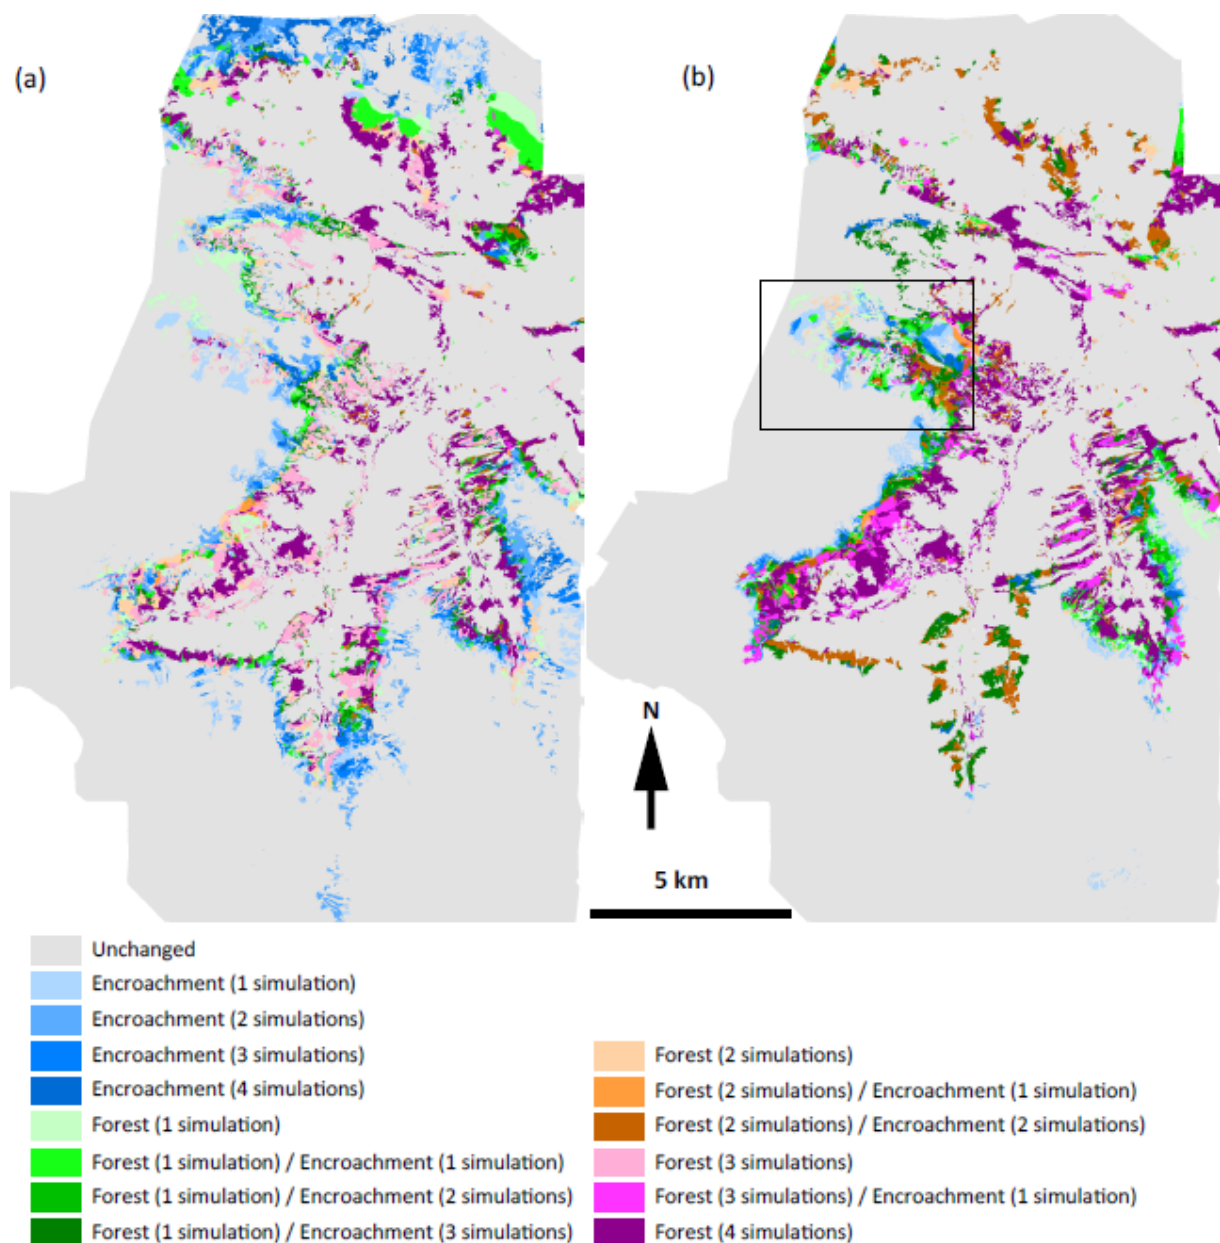 (a)
(b)
N
5 km
Unchanged
Encroachment (1 simulation)
Encroachment (2 simulations)
Encroachment (3 simulations)
Encroachment (4 simulations)
Forest (1 simulation)
Forest (1 simulation) / Encroachment (1 simulation)
Forest (1 simulation) / Encroachment (2 simulations)
Forest (1 simulation) / Encroachment (3 simulations)
Forest (2 simulations)
Forest (2 simulations) / Encroachment (1 simulation)
Forest (2 simulations) / Encroachment (2 simulations)
Forest (3 simulations)
Forest (3 simulations) / Encroachment (1 simulation)
Forest (4 simulations)